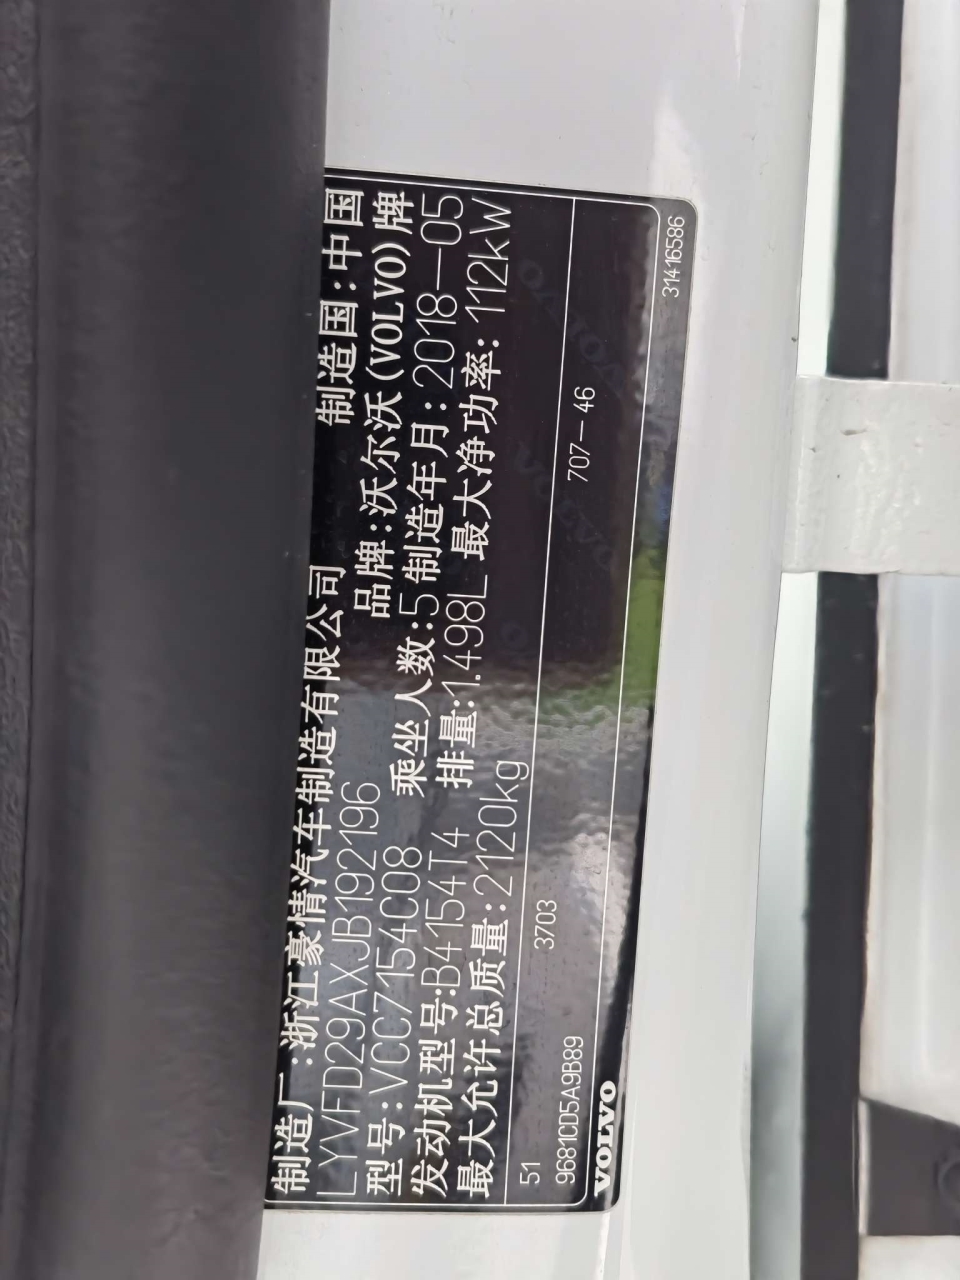 制造厂:浙江豪情汽车制造有限公司 制造国:中国
LYVFD29AXJB192196 品牌:沃尔沃(VOLVO)牌
型号:VCC7154C08 乘坐人数:5 制造年月:2018—05
发动机型号:B4154T4 排量:1.498L 最大净功率:112kW
最大允许总质量:2120kg
51 3703 707—46
9681CD5A9B89
VOLVO 31416586